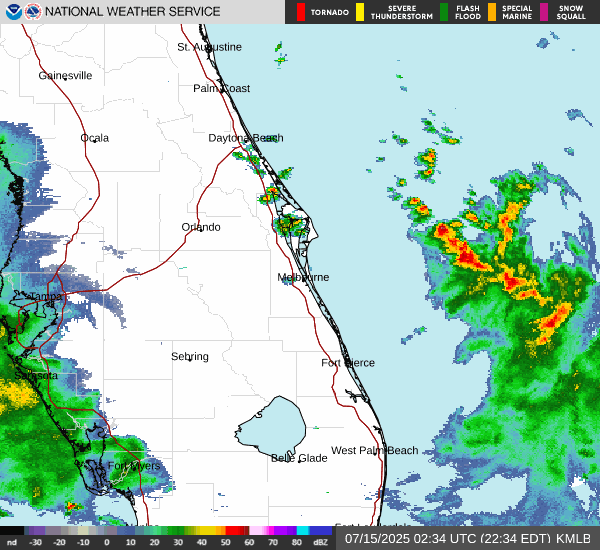 NATIONAL WEATHER SERVICE
TORNADO
SEVERE THUNDERSTORM
FLASH FLOOD
SPECIAL MARINE
SNOW SQUALL
St. Augustine
Gainesville
Palm Coast
Ocala
Daytona Beach
Orlando
Melbourne
Tampa
Sebring
Fort Pierce
Sarasota
West Palm Beach
Belle Glade
Fort Myers
Fort Lauderdale
nd -30 -20 -10 0 10 20 30 40 50 60 70 80 dBZ
07/15/2025 02:34 UTC (22:34 EDT) KMLB